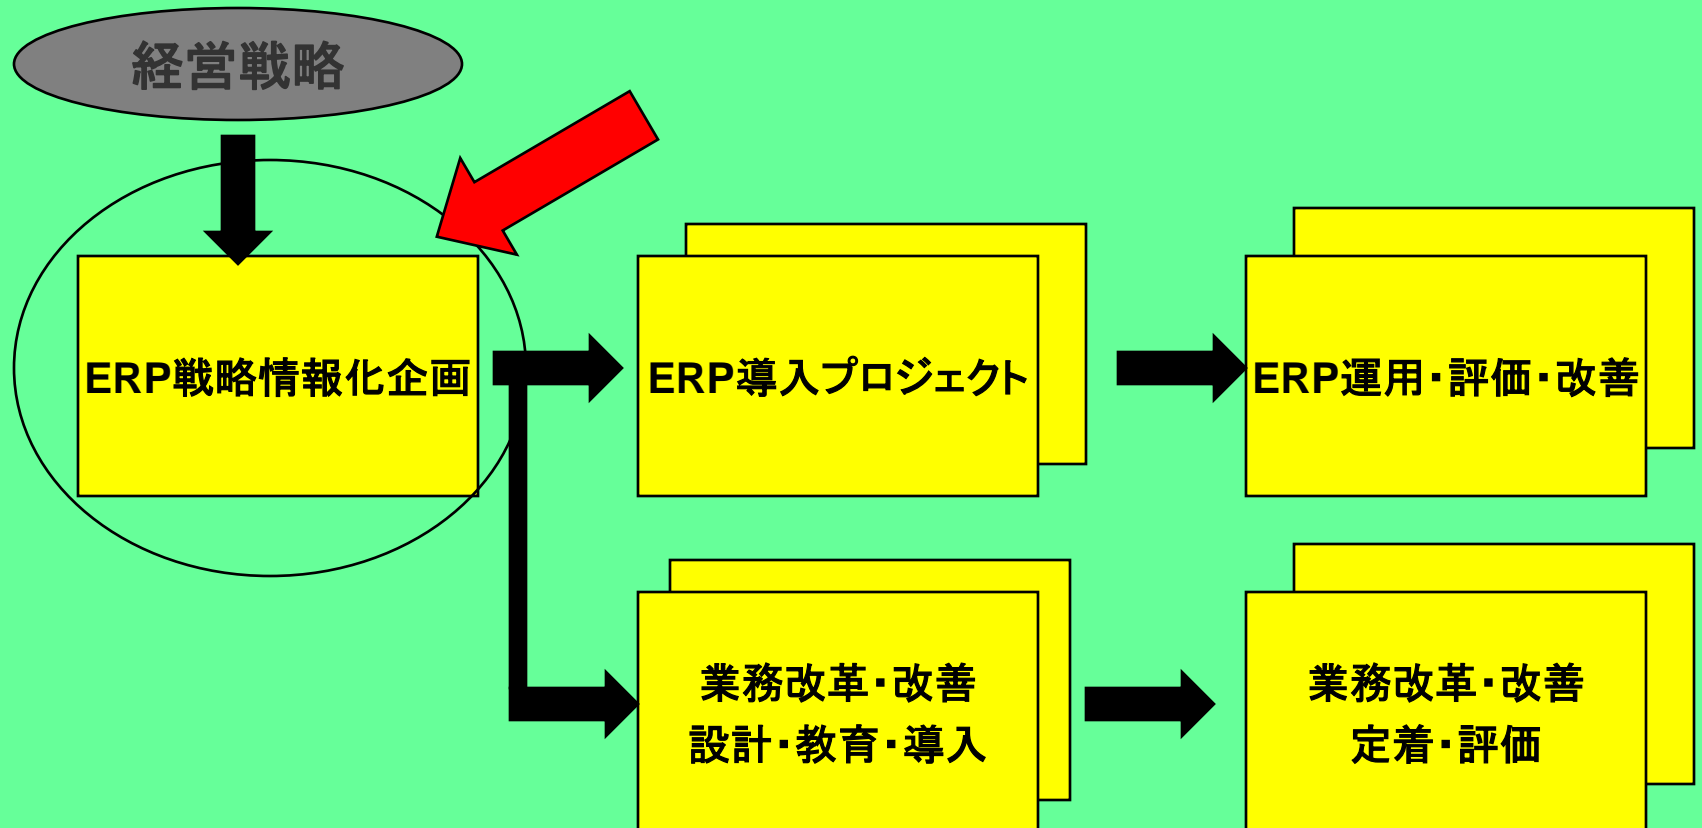 経営戦略
ERP戦略情報化企画
ERP導入プロジェクト
ERP運用・評価・改善
業務改革・改善
設計・教育・導入
業務改革・改善
定着・評価